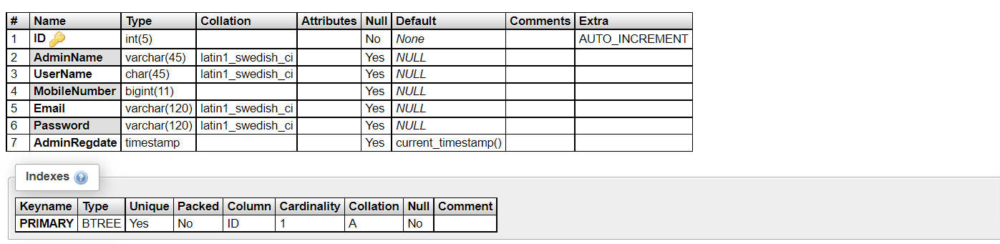 # Name Type Collation Attributes Null Default Comments Extra
1 ID int(5) No None AUTO_INCREMENT
2 AdminName varchar(45) latin1_swedish_ci Yes NULL
3 UserName char(45) latin1_swedish_ci Yes NULL
4 MobileNumber bigint(11) Yes NULL
5 Email varchar(120) latin1_swedish_ci Yes NULL
6 Password varchar(120) latin1_swedish_ci Yes NULL
7 AdminRegdate timestamp Yes current_timestamp()
Indexes
Keyname Type Unique Packed Column Cardinality Collation Null Comment
PRIMARY BTREE Yes No ID 1 A No